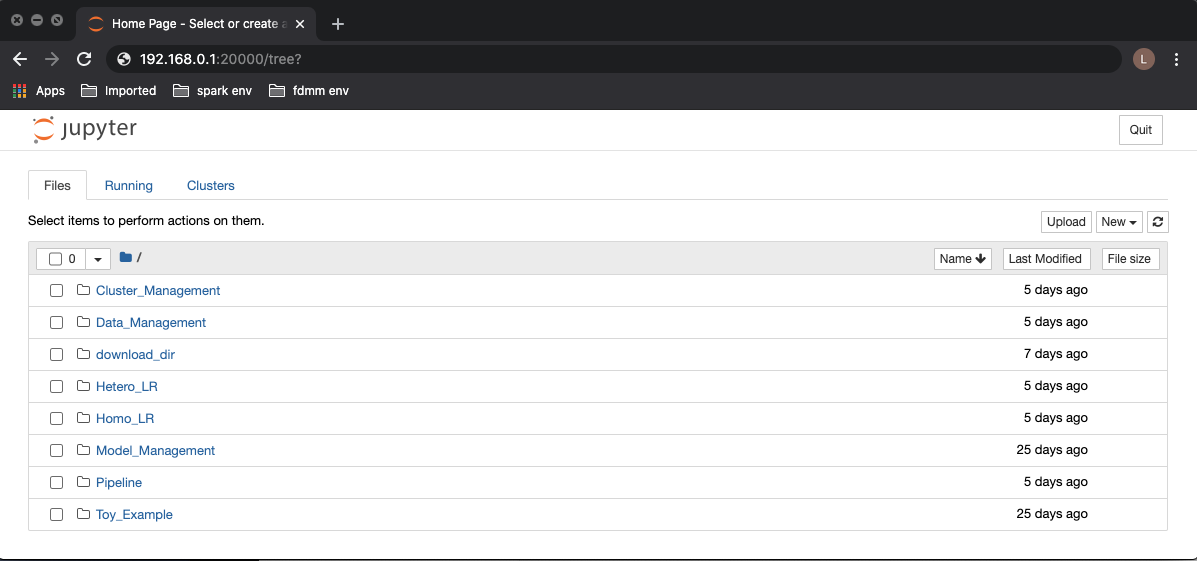 Home Page - Select or create a
192.168.0.1:20000/tree?
L
Apps Imported spark env fdmm env
jupyter
Quit
Files Running Clusters
Select items to perform actions on them.
Upload New
0 / Name Last Modified File size
Cluster_Management 5 days ago
Data_Management 5 days ago
download_dir 7 days ago
Hetero_LR 5 days ago
Homo_LR 5 days ago
Model_Management 25 days ago
Pipeline 5 days ago
Toy_Example 25 days ago